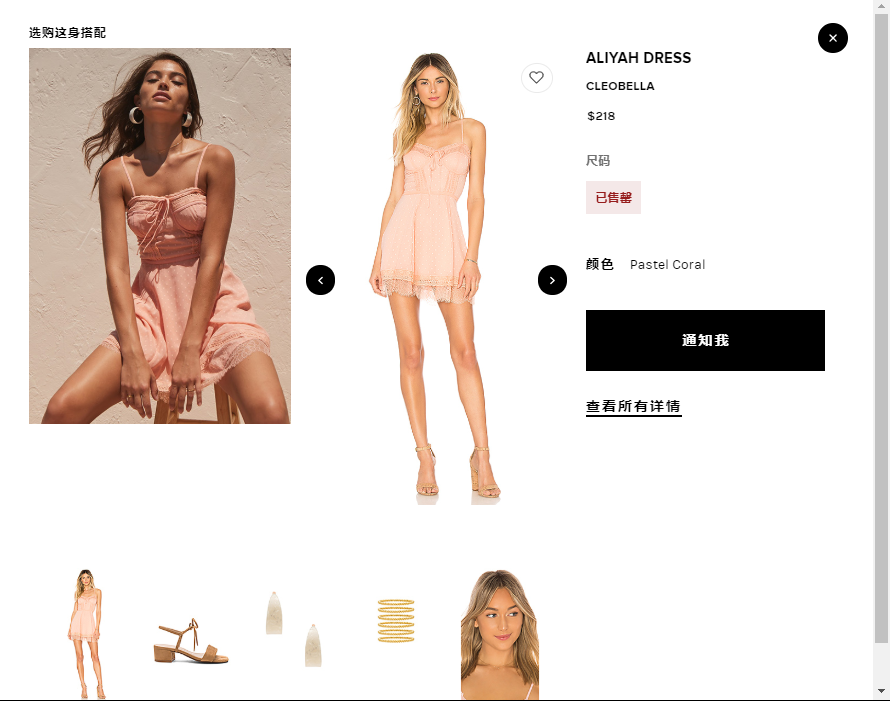 选购这身搭配
ALIYAH DRESS
CLEOBELLA
$218
尺码
已售罄
颜色 Pastel Coral
通知我
查看所有详情